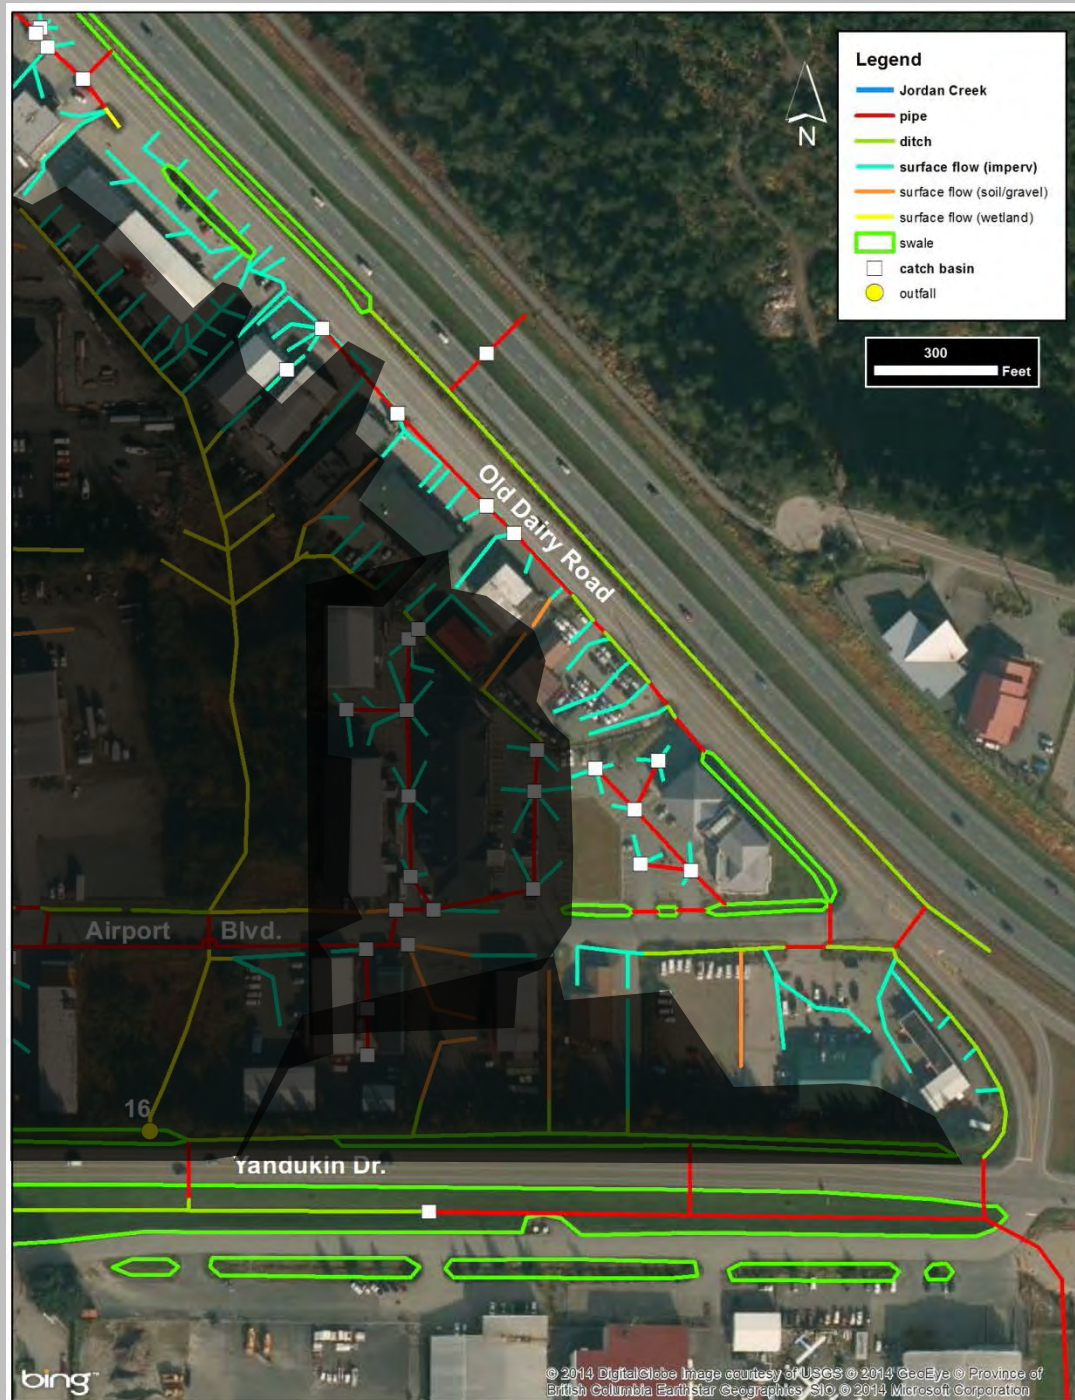 Legend
Jordan Creek
pipe
ditch
surface flow (imperv)
surface flow (soil/gravel)
surface flow (wetland)
swale
catch basin
outfall
N
300
Feet
Old Dairy Road
Airport Blvd.
16
Yandukin Dr.
bing™
© 2014 DigitalGlobe Image courtesy of USGS © 2014 GeoEye © Province of
British Columbia Earthstar Geographics SIO © 2014 Microsoft Corporation